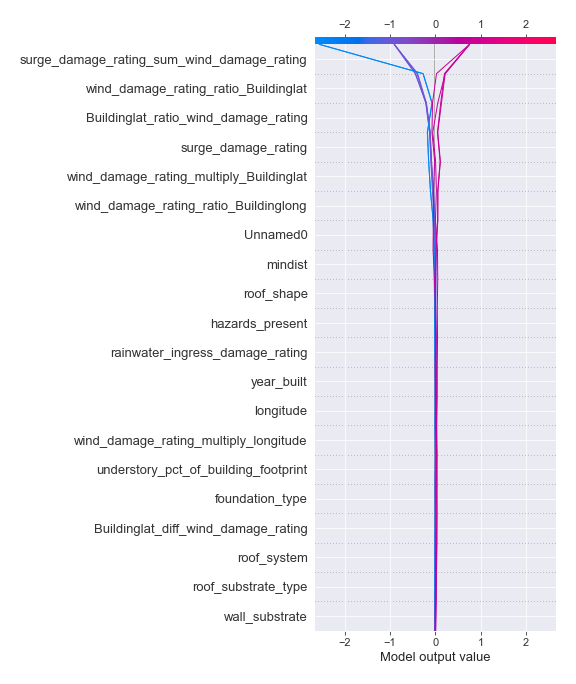 −2 −1 0 1 2
surge_damage_rating_sum_wind_damage_rating
wind_damage_rating_ratio_Buildinglat
Buildinglat_ratio_wind_damage_rating
surge_damage_rating
wind_damage_rating_multiply_Buildinglat
wind_damage_rating_ratio_Buildinglong
Unnamed0
mindist
roof_shape
hazards_present
rainwater_ingress_damage_rating
year_built
longitude
wind_damage_rating_multiply_longitude
understory_pct_of_building_footprint
foundation_type
Buildinglat_diff_wind_damage_rating
roof_system
roof_substrate_type
wall_substrate
−2 −1 0 1 2
Model output value